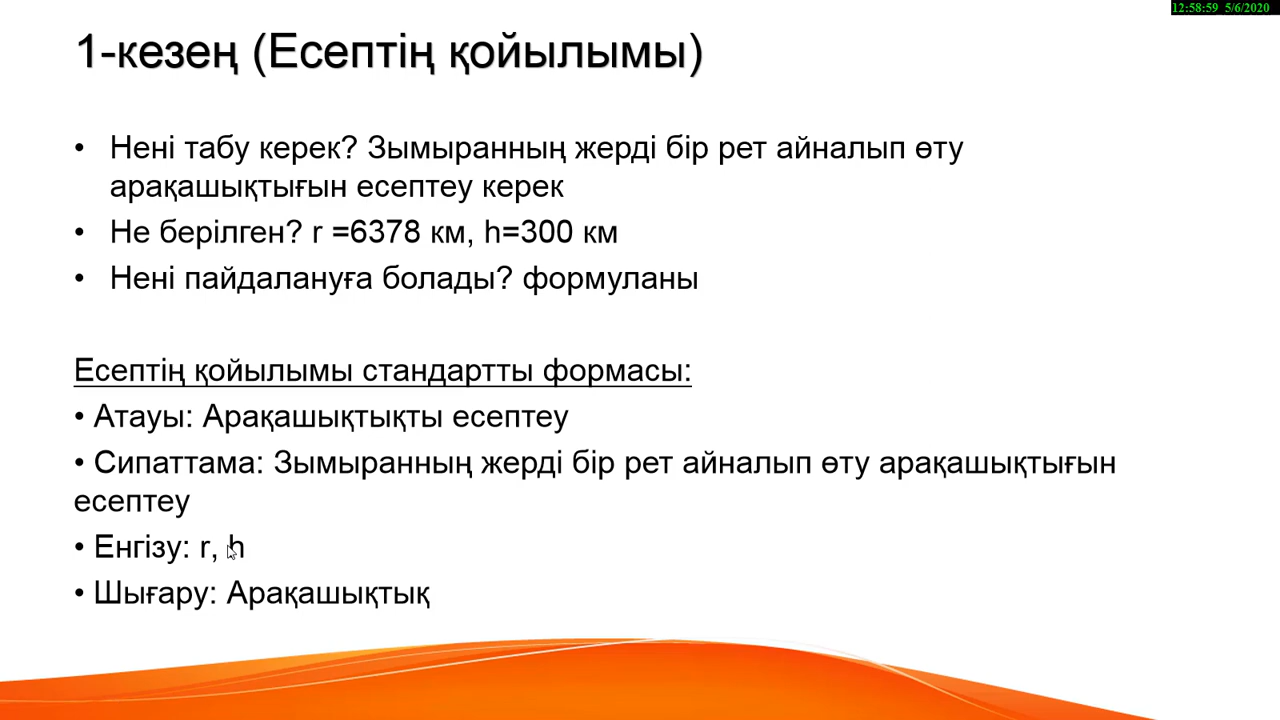 12:58:59 5/6/2020
1-кезең (Есептің қойылымы)
• Нені табу керек? Зымыранның жерді бір рет айналып өту
арақашықтығын есептеу керек
• Не берілген? r =6378 км, h=300 км
• Нені пайдалануға болады? формуланы
Есептің қойылымы стандартты формасы:
• Атауы: Арақашықтықты есептеу
• Сипаттама: Зымыранның жерді бір рет айналып өту арақашықтығын
есептеу
• Енгізу: r, h
• Шығару: Арақашықтық